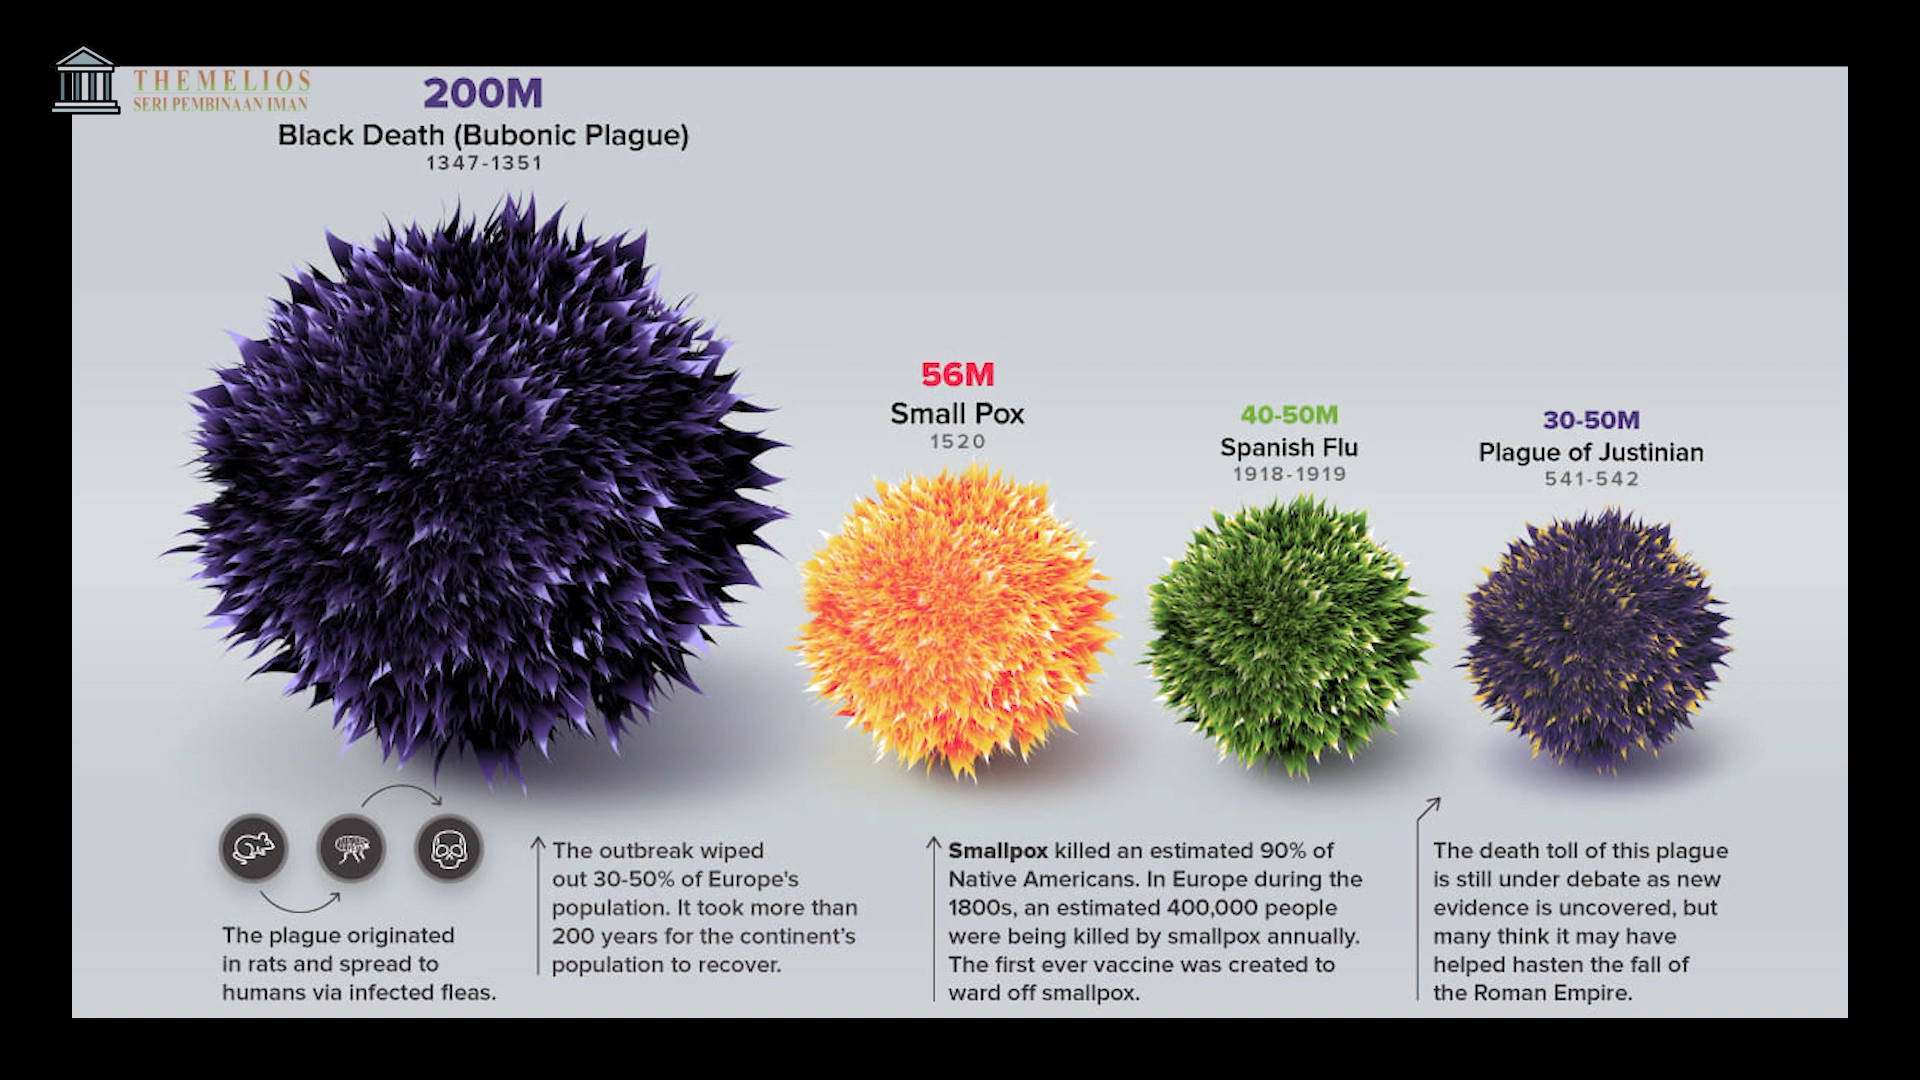 THEMELIOS
SERI PEMBINAAN IMAN
200M
Black Death (Bubonic Plague)
1347-1351
56M
Small Pox
1520
40-50M
Spanish Flu
1918-1919
30-50M
Plague of Justinian
541-542
The plague originated
in rats and spread to
humans via infected fleas.
The outbreak wiped
out 30-50% of Europe's
population. It took more than
200 years for the continent's
population to recover.
Smallpox killed an estimated 90% of
Native Americans. In Europe during the
1800s, an estimated 400,000 people
were being killed by smallpox annually.
The first ever vaccine was created to
ward off smallpox.
The death toll of this plague
is still under debate as new
evidence is uncovered, but
many think it may have
helped hasten the fall of
the Roman Empire.